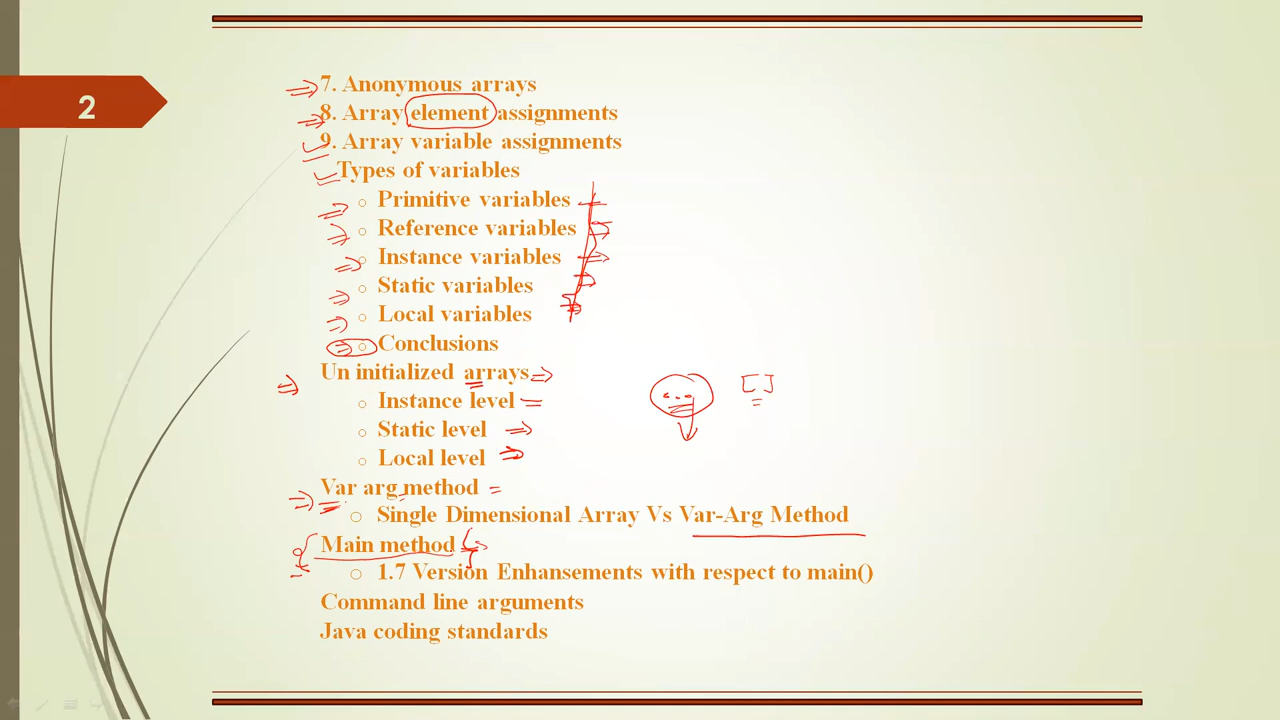 2
7. Anonymous arrays
8. Array element assignments
9. Array variable assignments
Types of variables
Primitive variables
Reference variables
Instance variables
Static variables
Local variables
Conclusions
Un initialized arrays
Instance level
Static level
Local level
Var arg method
Single Dimensional Array Vs Var-Arg Method
Main method
1.7 Version Enhansements with respect to main()
Command line arguments
Java coding standards
...
[]